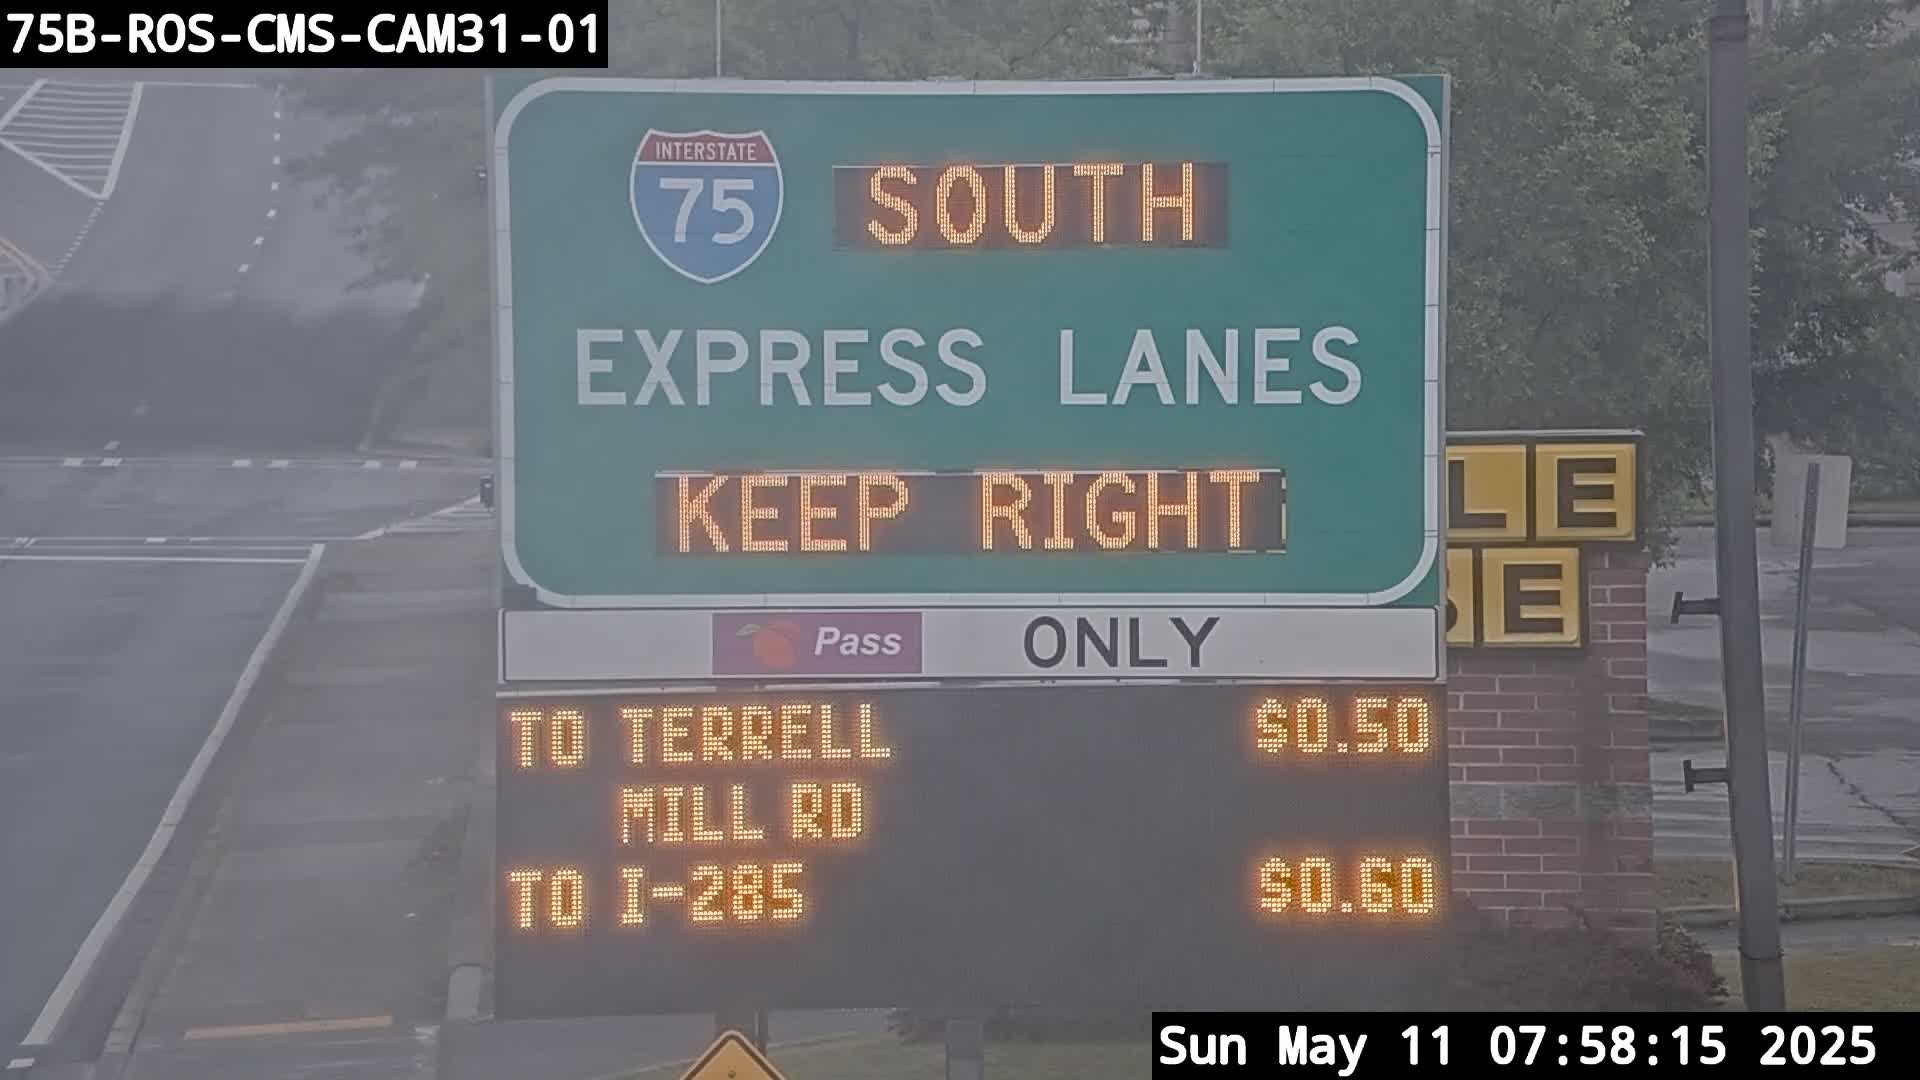 75B-ROS-CMS-CAM31-01
INTERSTATE
75
SOUTH
EXPRESS LANES
KEEP RIGHT
LE
E
Pass ONLY
TO TERRELL $0.50
MILL RD
TO I-285 $0.60
Sun May 11 07:58:15 2025